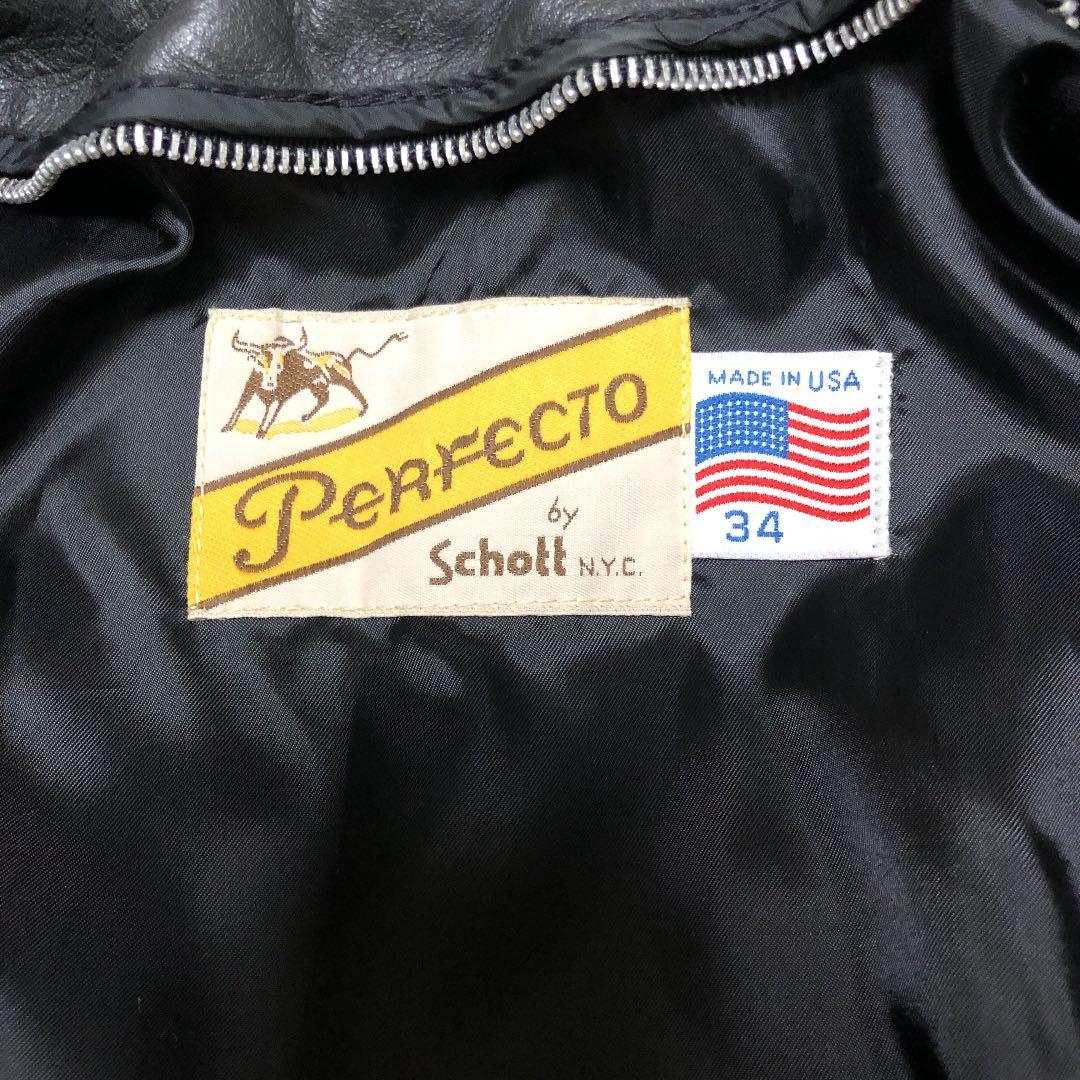 PERFECTO
by
Schott N.Y.C.
MADE IN USA
34